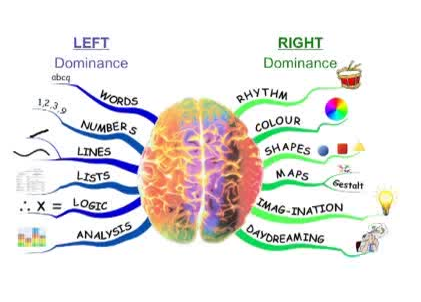 LEFT
Dominance
abcq
WORDS
1,2,3,9
NUMBERS
LINES
LISTS
∴ x =
LOGIC
ANALYSIS
RIGHT
Dominance
RHYTHM
COLOUR
SHAPES
MAPS
Gestalt
IMAG-INATION
DAYDREAMING